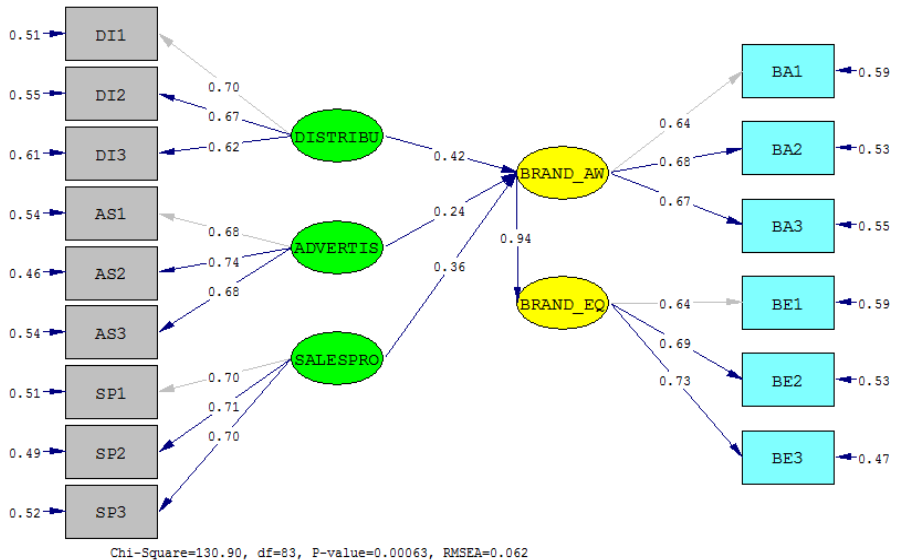 0.51 DI1
0.55 DI2
0.61 DI3
0.54 AS1
0.46 AS2
0.54 AS3
0.51 SP1
0.49 SP2
0.52 SP3
0.70
0.67
0.62
0.68
0.74
0.68
0.70
0.71
0.70
DISTRIBU
ADVERTIS
SALESPRO
0.42
0.24
0.36
BRAND_AW
0.94
BRAND_EQ
0.64
0.68
0.67
0.64
0.69
0.73
BA1 0.59
BA2 0.53
BA3 0.55
BE1 0.59
BE2 0.53
BE3 0.47
Chi-Square=130.90, df=83, P-value=0.00063, RMSEA=0.062